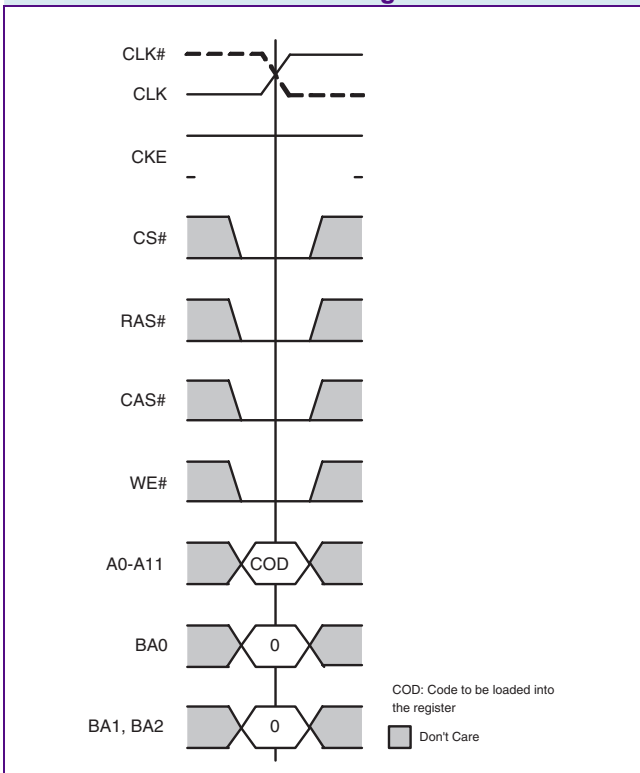 CLK#
CLK
CKE
CS#
RAS#
CAS#
WE#
A0-A11
COD
BA0
0
BA1, BA2
0
COD: Code to be loaded into
the register
Don't Care